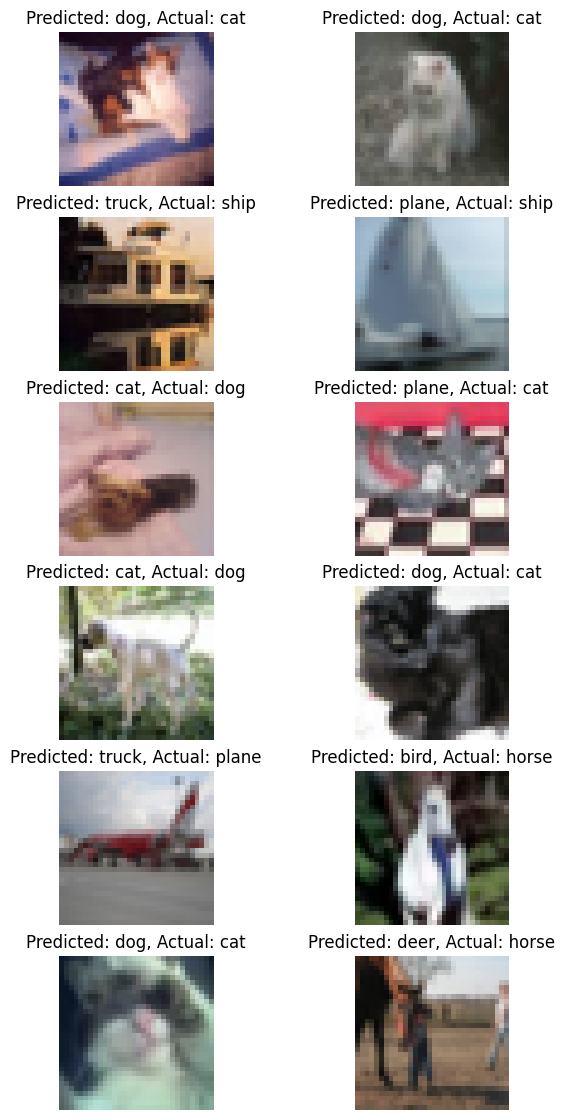 Predicted: dog, Actual: cat
Predicted: dog, Actual: cat
Predicted: truck, Actual: ship
Predicted: plane, Actual: ship
Predicted: cat, Actual: dog
Predicted: plane, Actual: cat
Predicted: cat, Actual: dog
Predicted: dog, Actual: cat
Predicted: truck, Actual: plane
Predicted: bird, Actual: horse
Predicted: dog, Actual: cat
Predicted: deer, Actual: horse